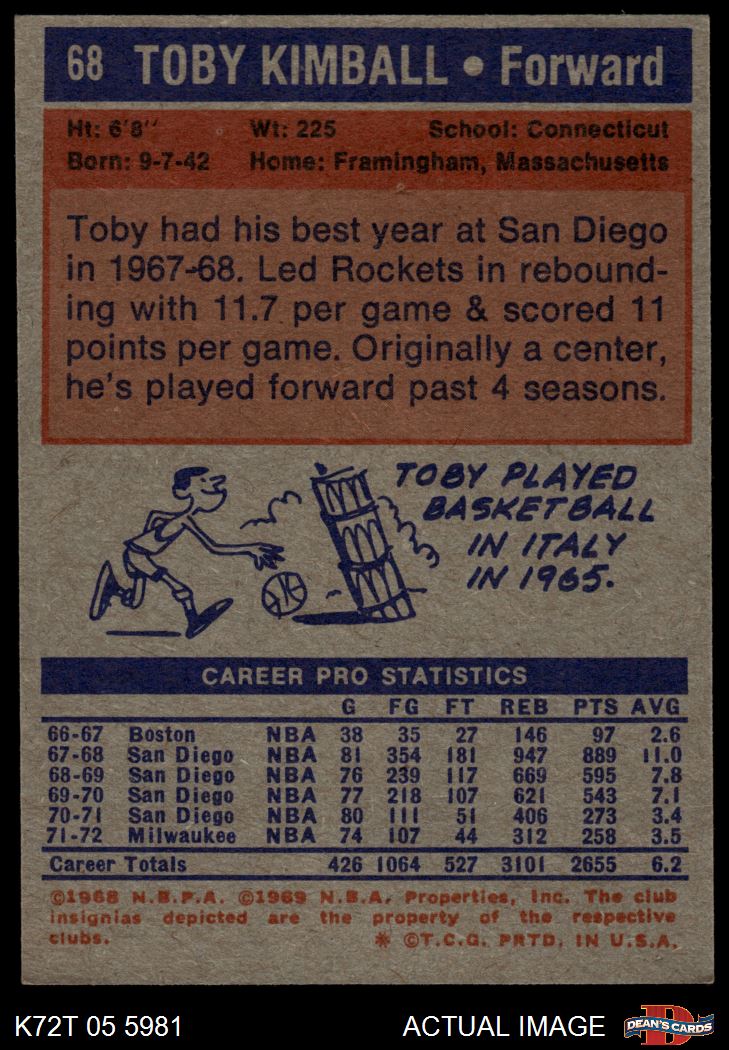 68 TOBY KIMBALL • Forward
Ht: 6'8" Wt: 225 School: Connecticut
Born: 9-7-42 Home: Framingham, Massachusetts
Toby had his best year at San Diego
in 1967-68. Led Rockets in rebound-
ing with 11.7 per game & scored 11
points per game. Originally a center,
he's played forward past 4 seasons.
TOBY PLAYED
BASKETBALL
IN ITALY
IN 1965.
CAREER PRO STATISTICS
G FG FT REB PTS AVG
66-67 Boston NBA 38 35 27 146 97 2.6
67-68 San Diego NBA 81 354 181 947 889 11.0
68-69 San Diego NBA 76 239 117 669 595 7.8
69-70 San Diego NBA 77 218 107 621 543 7.1
70-71 San Diego NBA 80 111 51 406 273 3.4
71-72 Milwaukee NBA 74 107 44 312 258 3.5
Career Totals 426 1064 527 3101 2655 6.2
©1968 N.B.P.A. ©1969 N.B.A. Properties, Inc. The club
insignias depicted are the property of the respective
clubs. * ©T.C.G. PRTD. IN U.S.A.
K72T 05 5981 ACTUAL IMAGE D DEAN'S CARDS